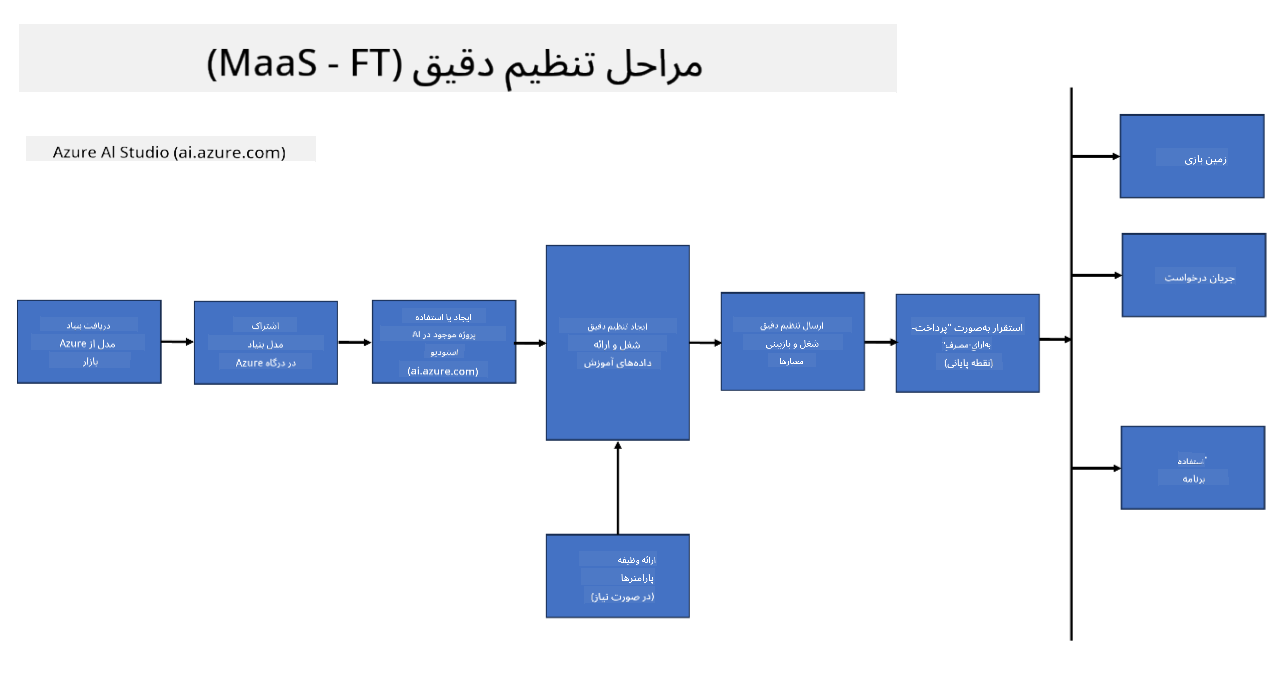 مراحل تنظیم دقیق (MaaS - FT)
Azure AI Studio (ai.azure.com)
دریافت بنیاد
مدل از Azure
بازار
اشتراک
مدل بنیاد
در درگاه Azure
ایجاد یا استفاده
پروژه موجود در AI
استودیو
(ai.azure.com)
ایجاد تنظیم دقیق
شغل و ارائه
داده‌های آموزش
ارسال تنظیم دقیق
شغل و بازبینی
معیارها
استقرار به‌صورت "پرداخت-
به‌ازای-مصرف"
(نقطه پایانی)
زمین بازی
جریان درخواست
استفاده
برنامه
ارائه وظیفه
پارامترها
(در صورت نیاز)